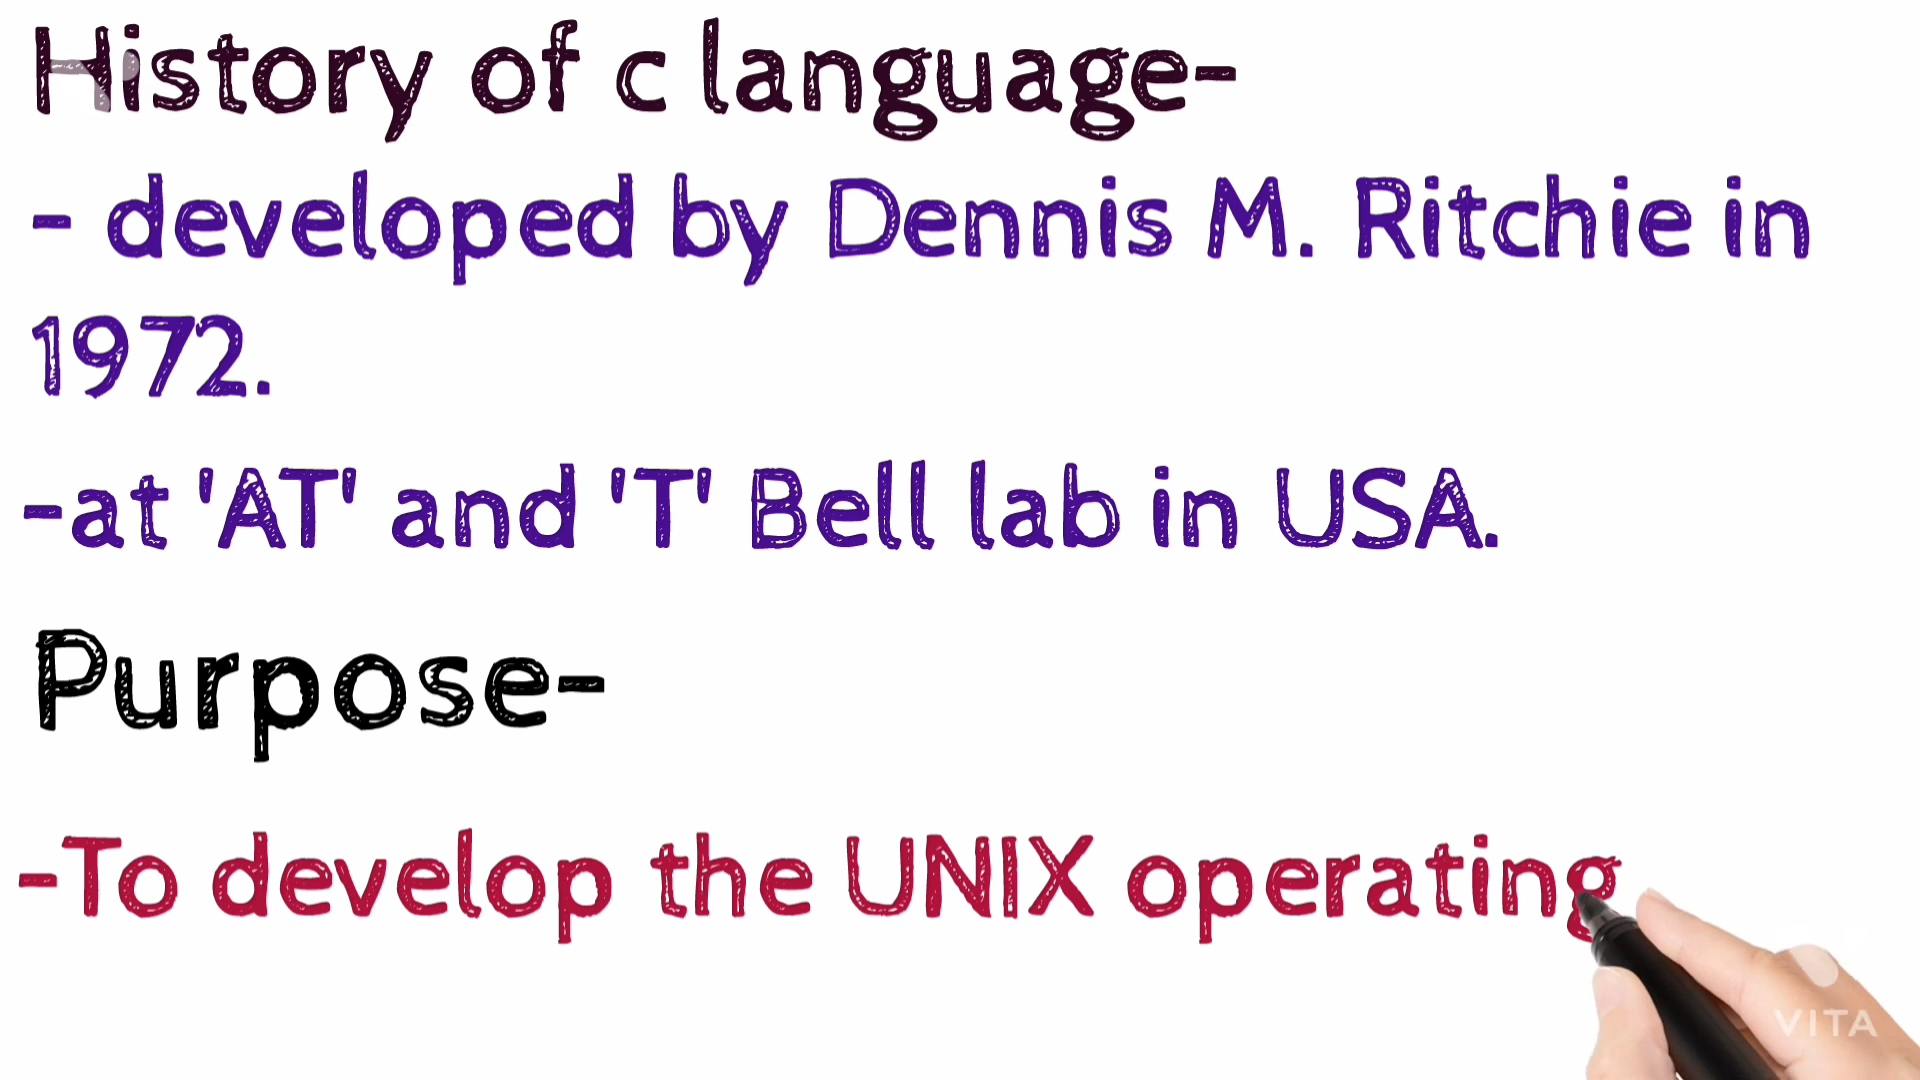 History of c language-
- developed by Dennis M. Ritchie in
1972.
-at 'AT' and 'T' Bell lab in USA.
Purpose-
-To develop the UNIX operating
VITA